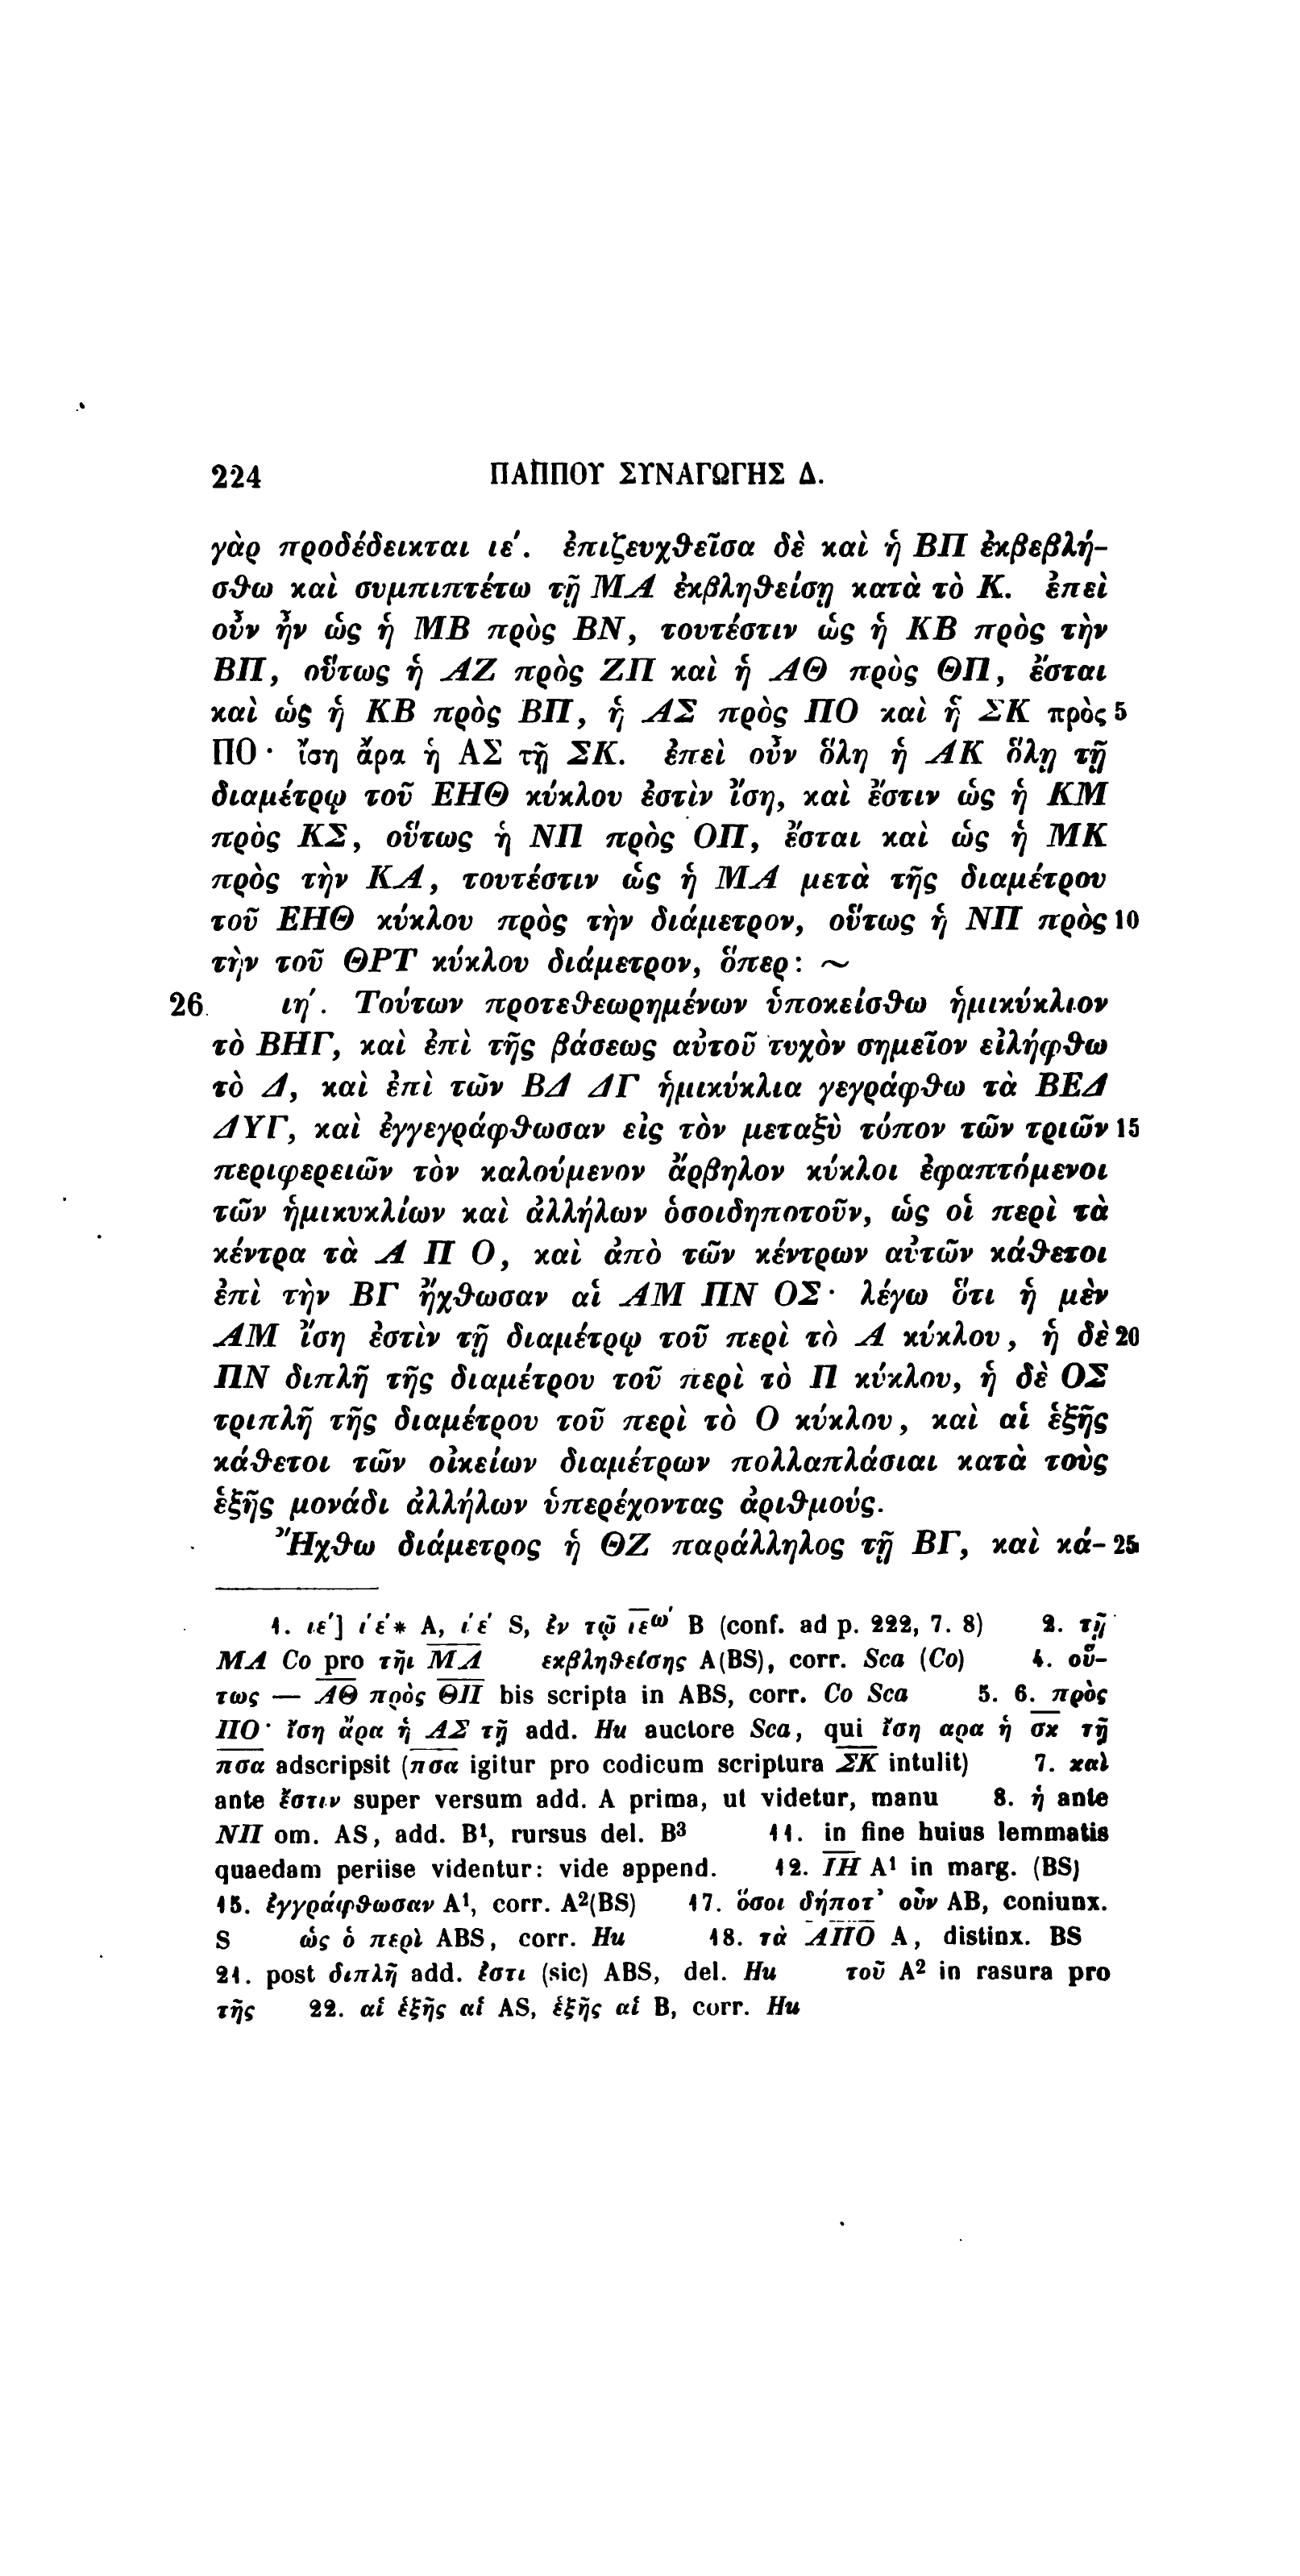 224 ΠΑΠΠΟΥ ΣΥΝΑΓΩΓΗΣ Δ.
γὰρ προδέδεικται ιε΄. ἐπιζευχθεῖσα δὲ καὶ ἡ ΒΠ ἐκβεβλή-
σθω καὶ συμπιπτέτω τῇ ΜΑ ἐκβληθείσῃ κατὰ τὸ Κ. ἐπεὶ
οὖν ἦν ὡς ἡ ΜΒ πρὸς ΒΝ, τουτέστιν ὡς ἡ ΚΒ πρὸς τὴν
ΒΠ, οὕτως ἡ ΑΖ πρὸς ΖΠ καὶ ἡ ΑΘ πρὸς ΘΠ, ἔσται
καὶ ὡς ἡ ΚΒ πρὸς ΒΠ, ἡ ΑΣ πρὸς ΠΟ καὶ ἡ ΣΚ πρὸς 5
ΠΟ· ἴση ἄρα ἡ ΑΣ τῇ ΣΚ. ἐπεὶ οὖν ὅλη ἡ ΑΚ ὅλῃ τῇ
διαμέτρῳ τοῦ ΕΗΘ κύκλου ἐστὶν ἴση, καὶ ἔστιν ὡς ἡ ΚΜ
πρὸς ΚΣ, οὕτως ἡ ΝΠ πρὸς ΟΠ, ἔσται καὶ ὡς ἡ ΜΚ
πρὸς τὴν ΚΑ, τουτέστιν ὡς ἡ ΜΑ μετὰ τῆς διαμέτρου
τοῦ ΕΗΘ κύκλου πρὸς τὴν διάμετρον, οὕτως ἡ ΝΠ πρὸς 10
τὴν τοῦ ΘΡΤ κύκλου διάμετρον, ὅπερ: ~
26 ιη΄. Τούτων προτεθεωρημένων ὑποκείσθω ἡμικύκλιον
τὸ ΒΗΓ, καὶ ἐπὶ τῆς βάσεως αὐτοῦ τυχὸν σημεῖον εἰλήφθω
τὸ Δ, καὶ ἐπὶ τῶν ΒΔ ΔΓ ἡμικύκλια γεγράφθω τὰ ΒΕΔ
ΔΥΓ, καὶ ἐγγεγράφθωσαν εἰς τὸν μεταξὺ τόπον τῶν τριῶν 15
περιφερειῶν τὸν καλούμενον ἄρβηλον κύκλοι ἐφαπτόμενοι
τῶν ἡμικυκλίων καὶ ἀλλήλων ὁσοιδηποτοῦν, ὡς οἱ περὶ τὰ
κέντρα τὰ Α Π Ο, καὶ ἀπὸ τῶν κέντρων αὐτῶν κάθετοι
ἐπὶ τὴν ΒΓ ἤχθωσαν αἱ ΑΜ ΠΝ ΟΣ· λέγω ὅτι ἡ μὲν
ΑΜ ἴση ἐστὶν τῇ διαμέτρῳ τοῦ περὶ τὸ Α κύκλου, ἡ δὲ 20
ΠΝ διπλῆ τῆς διαμέτρου τοῦ περὶ τὸ Π κύκλου, ἡ δὲ ΟΣ
τριπλῆ τῆς διαμέτρου τοῦ περὶ τὸ Ο κύκλου, καὶ αἱ ἑξῆς
κάθετοι τῶν οἰκείων διαμέτρων πολλαπλάσιαι κατὰ τοὺς
ἑξῆς μονάδι ἀλλήλων ὑπερέχοντας ἀριθμούς.
Ἤχθω διάμετρος ἡ ΘΖ παράλληλος τῇ ΒΓ, καὶ κά- 25
1. ιε΄] ι΄ε΄* A, ι΄ε΄ S, ἐν τῷ ιεω΄ B (conf. ad p. 222, 7. 8) 2. τῇ
ΜΑ Co pro τῆι ΜΑ εκβληθείσης A(BS), corr. Sca (Co) 4. οὕ-
τως — ΑΘ πρὸς ΘΠ bis scripta in ABS, corr. Co Sca 5. 6. πρὸς
ΠΟ· ἴση ἄρα ἡ ΑΣ τῇ add. Hu auctore Sca, qui ἴση αρα ἡ σκ τῇ
πσα adscripsit (πσα igitur pro codicum scriptura ΣΚ intulit) 7. καὶ
ante ἔστιν super versum add. A prima, ut videtur, manu 8. ἡ ante
ΝΠ om. AS, add. B¹, rursus del. B³ 11. in fine huius lemmatis
quaedam periise videntur: vide append. 12. ΙΗ A¹ in marg. (BS)
15. ἐγγράφθωσαν A¹, corr. A²(BS) 17. ὅσοι δήποτ᾽ οὖν AB, coniunx.
S ὡς ὁ περὶ ABS, corr. Hu 18. τὰ ΑΠΟ A, distinx. BS
21. post διπλῆ add. ἐστι (sic) ABS, del. Hu τοῦ A² in rasura pro
τῆς 22. αἱ ἑξῆς αἱ AS, ἑξῆς αἱ B, corr. Hu